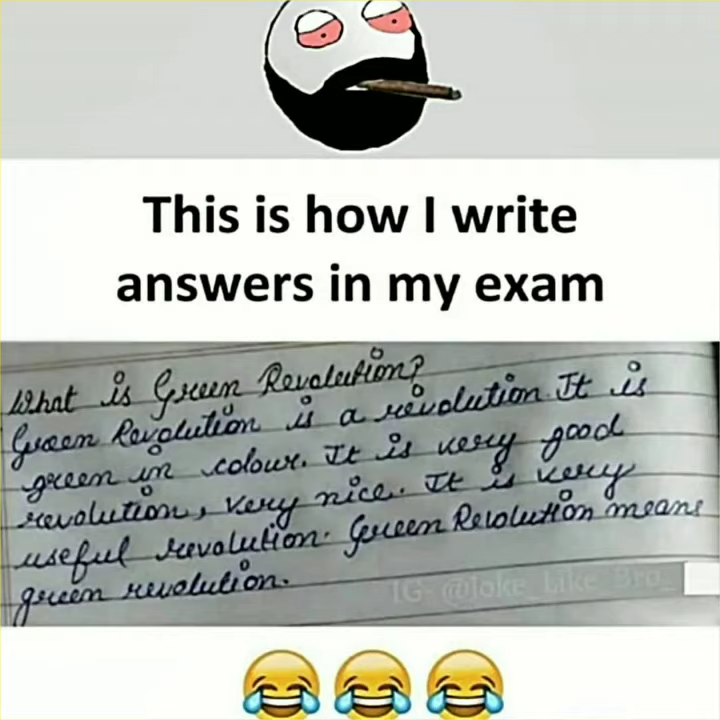 This is how I write
answers in my exam
What is Green Revolution?
Green Revolution is a revolution. It is
green in colour. It is very good
revolution, very nice. It is very
useful revolution. Green Revolution means
green revolution.
IG- @Joke_Like_Bro_